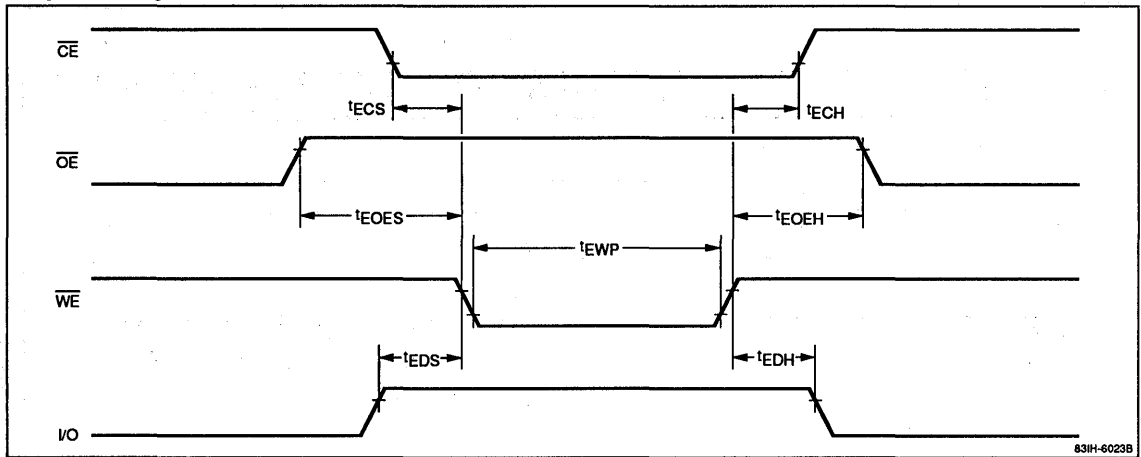 CE
tECS
tECH
OE
tEOES
tEOEH
tEWP
WE
tEDS
tEDH
I/O
83IH-6023B